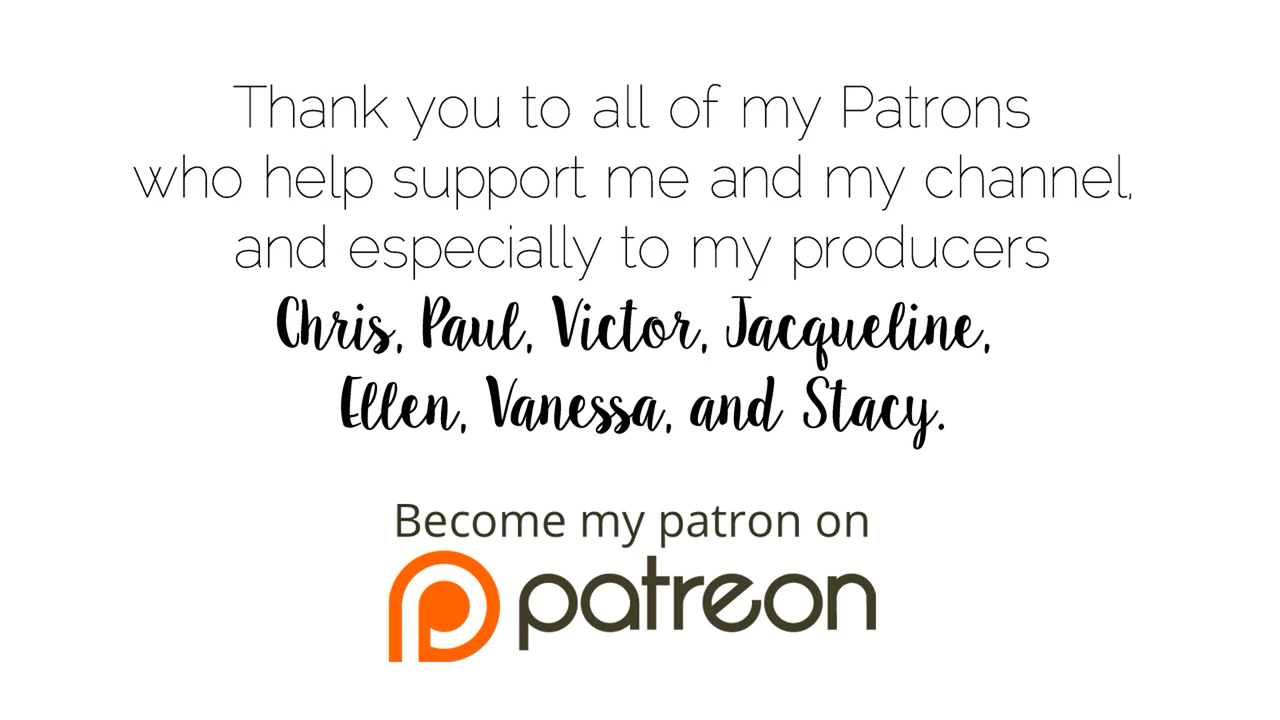 Thank you to all of my Patrons
who help support me and my channel,
and especially to my producers
Chris, Paul, Victor, Jacqueline,
Ellen, Vanessa, and Stacy.
Become my patron on
patreon